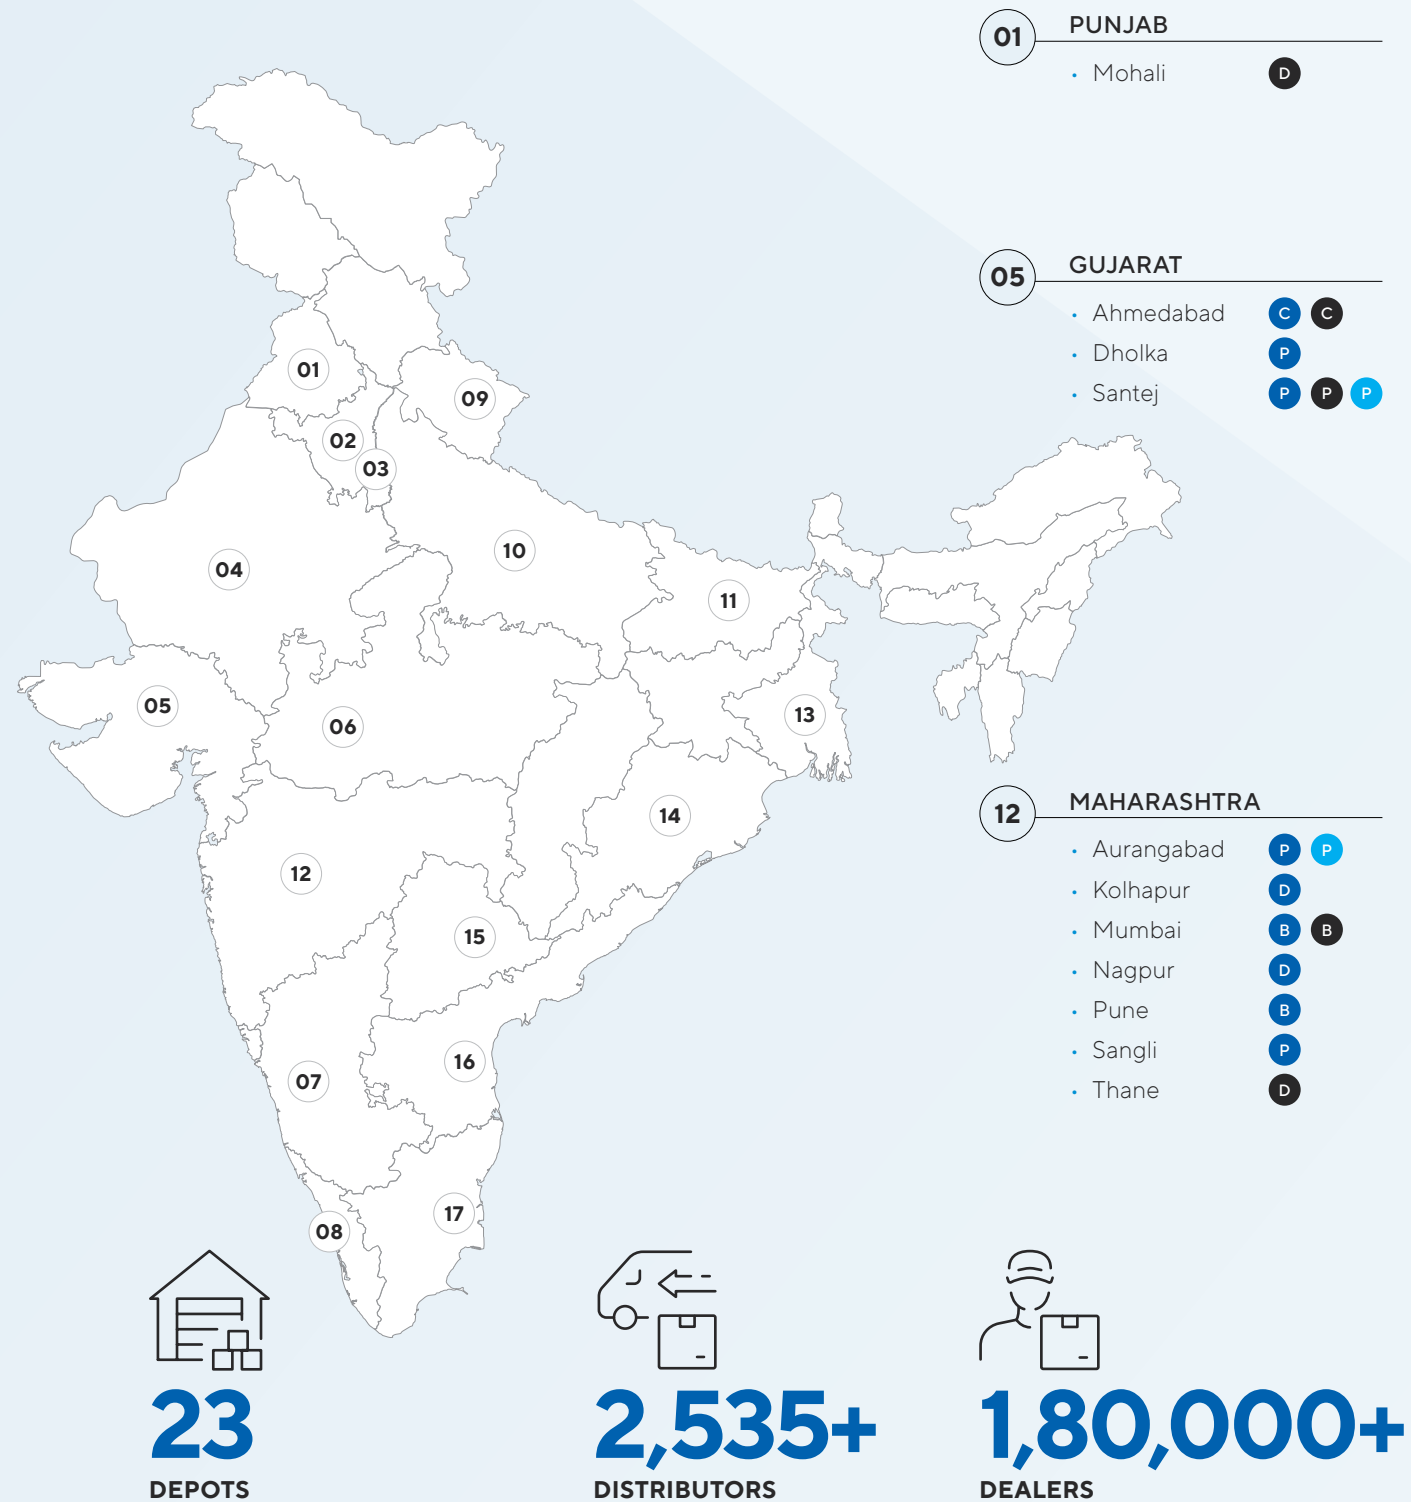 01 PUNJAB
• Mohali D
05 GUJARAT
• Ahmedabad C C
• Dholka P
• Santej P P P
01
09
02
03
10
04
11
05
13
06
14
12
15
16
07
17
08
12 MAHARASHTRA
• Aurangabad P P
• Kolhapur D
• Mumbai B B
• Nagpur D
• Pune B
• Sangli P
• Thane D
23
DEPOTS
2,535+
DISTRIBUTORS
1,80,000+
DEALERS